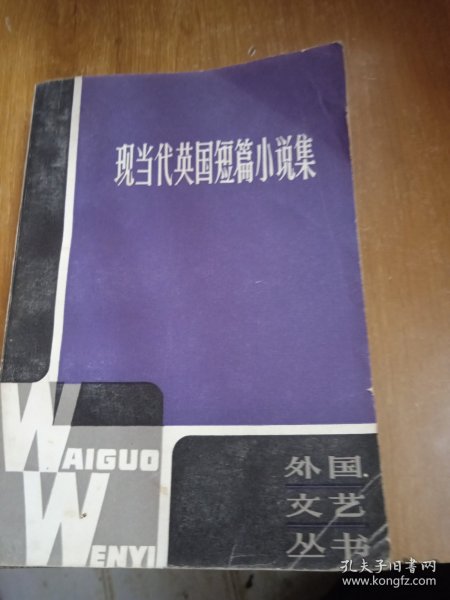 现当代英国短篇小说集
WAIGUO
WENYI
外国
文艺
丛书
孔夫子旧书网
www.kongfz.com